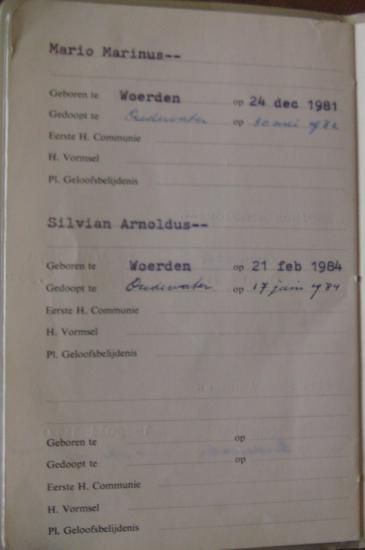 Mario Marinus--
Geboren te Woerden op 24 dec 1981
Gedoopt te Oudewater op 30 mei 1982
Eerste H. Communie
H. Vormsel
Pl. Geloofsbelijdenis
Silvian Arnoldus--
Geboren te Woerden op 21 feb 1984
Gedoopt te Oudewater op 17 juni 1984
Eerste H. Communie
H. Vormsel
Pl. Geloofsbelijdenis
Geboren te op
Gedoopt te op
Eerste H. Communie
H. Vormsel
Pl. Geloofsbelijdenis